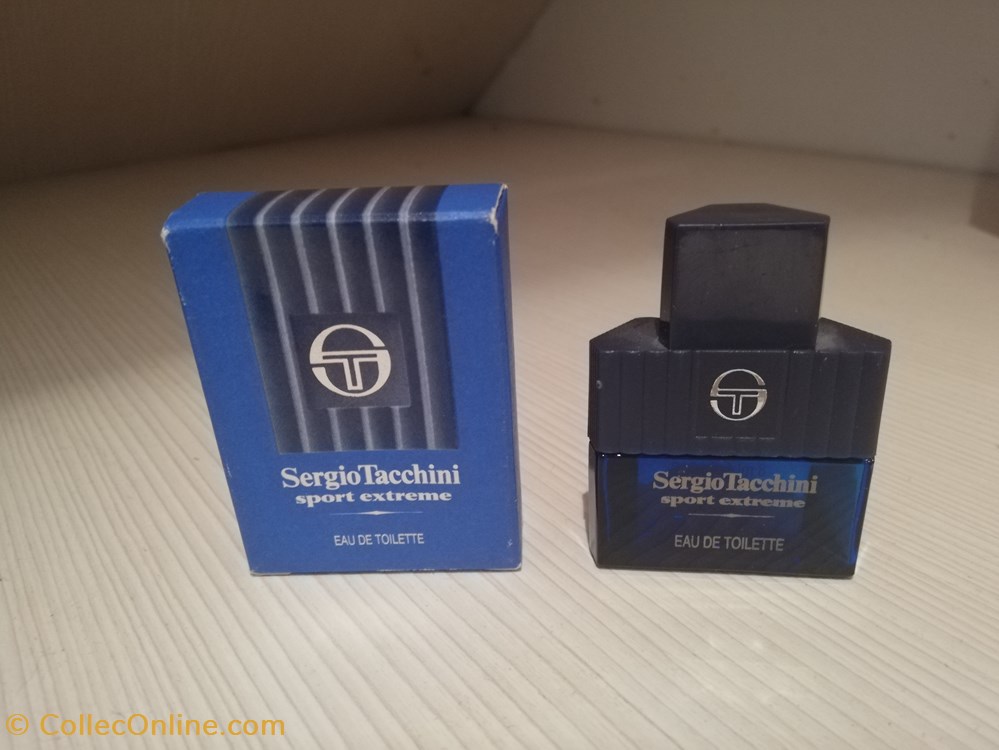 SergioTacchini
sport extreme
EAU DE TOILETTE
SergioTacchini
sport extreme
EAU DE TOILETTE
© CollecOnline.com